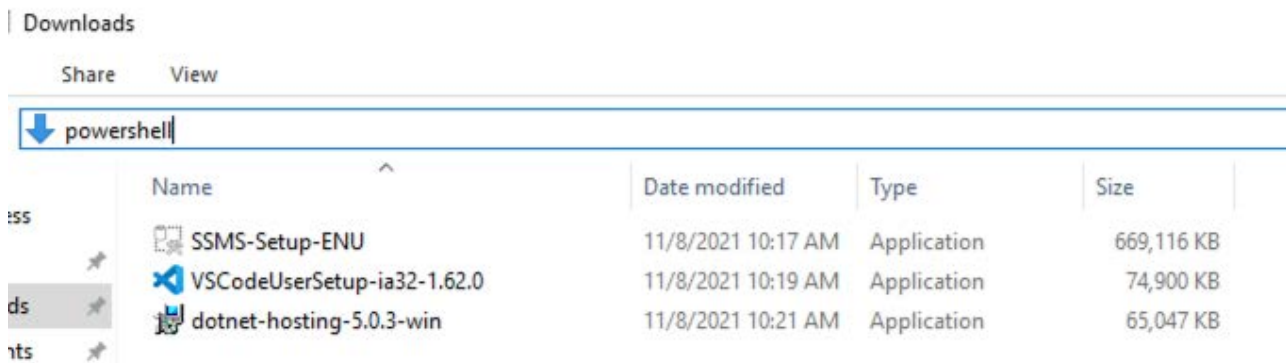 Downloads
Share View
powershell
Name Date modified Type Size
ess
SSMS-Setup-ENU 11/8/2021 10:17 AM Application 669,116 KB
VSCodeUserSetup-ia32-1.62.0 11/8/2021 10:19 AM Application 74,900 KB
ds
dotnet-hosting-5.0.3-win 11/8/2021 10:21 AM Application 65,047 KB
nts